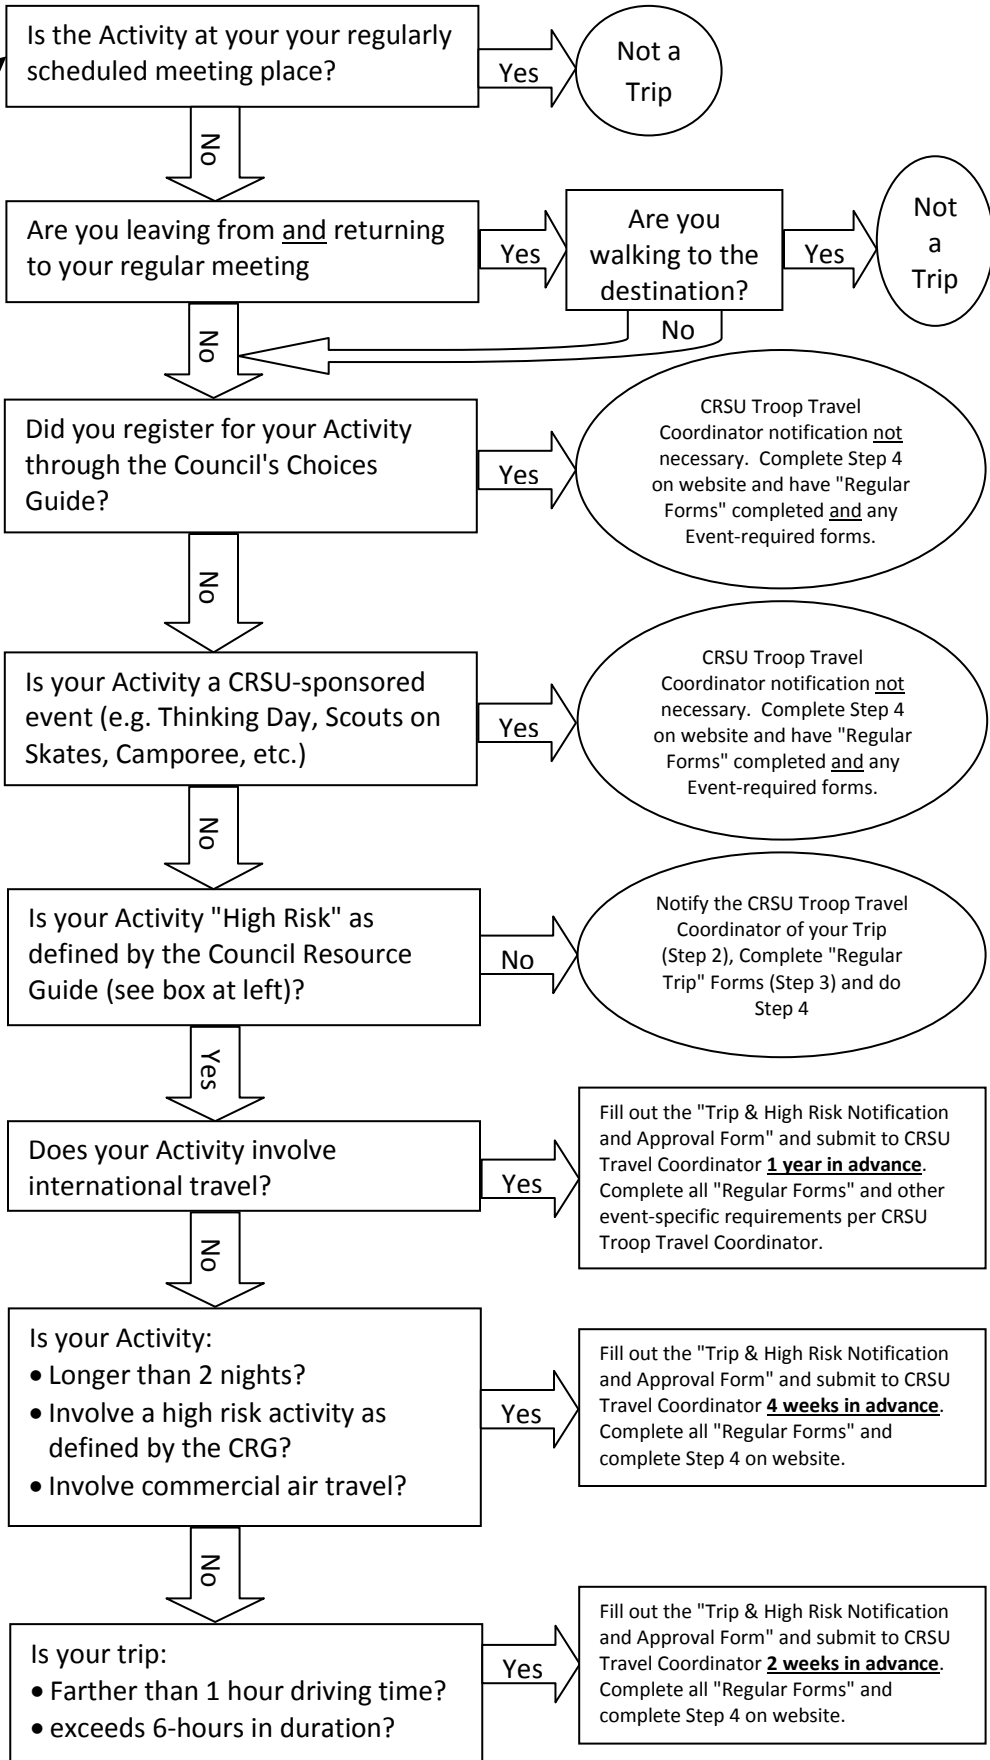 Is the Activity at your your regularly
scheduled meeting place?
Yes
Not a
Trip
No
Are you leaving from and returning
to your regular meeting
Yes
Are you
walking to the
destination?
Yes
Not
a
Trip
No
No
Did you register for your Activity
through the Council's Choices
Guide?
Yes
CRSU Troop Travel
Coordinator notification not
necessary. Complete Step 4
on website and have "Regular
Forms" completed and any
Event-required forms.
No
Is your Activity a CRSU-sponsored
event (e.g. Thinking Day, Scouts on
Skates, Camporee, etc.)
Yes
CRSU Troop Travel
Coordinator notification not
necessary. Complete Step 4
on website and have "Regular
Forms" completed and any
Event-required forms.
No
Is your Activity "High Risk" as
defined by the Council Resource
Guide (see box at left)?
No
Notify the CRSU Troop Travel
Coordinator of your Trip
(Step 2), Complete "Regular
Trip" Forms (Step 3) and do
Step 4
Yes
Does your Activity involve
international travel?
Yes
Fill out the "Trip & High Risk Notification
and Approval Form" and submit to CRSU
Travel Coordinator 1 year in advance.
Complete all "Regular Forms" and other
event-specific requirements per CRSU
Troop Travel Coordinator.
No
Is your Activity:
• Longer than 2 nights?
• Involve a high risk activity as
defined by the CRG?
• Involve commercial air travel?
Yes
Fill out the "Trip & High Risk Notification
and Approval Form" and submit to CRSU
Travel Coordinator 4 weeks in advance.
Complete all "Regular Forms" and
complete Step 4 on website.
No
Is your trip:
• Farther than 1 hour driving time?
• exceeds 6-hours in duration?
Yes
Fill out the "Trip & High Risk Notification
and Approval Form" and submit to CRSU
Travel Coordinator 2 weeks in advance.
Complete all "Regular Forms" and
complete Step 4 on website.